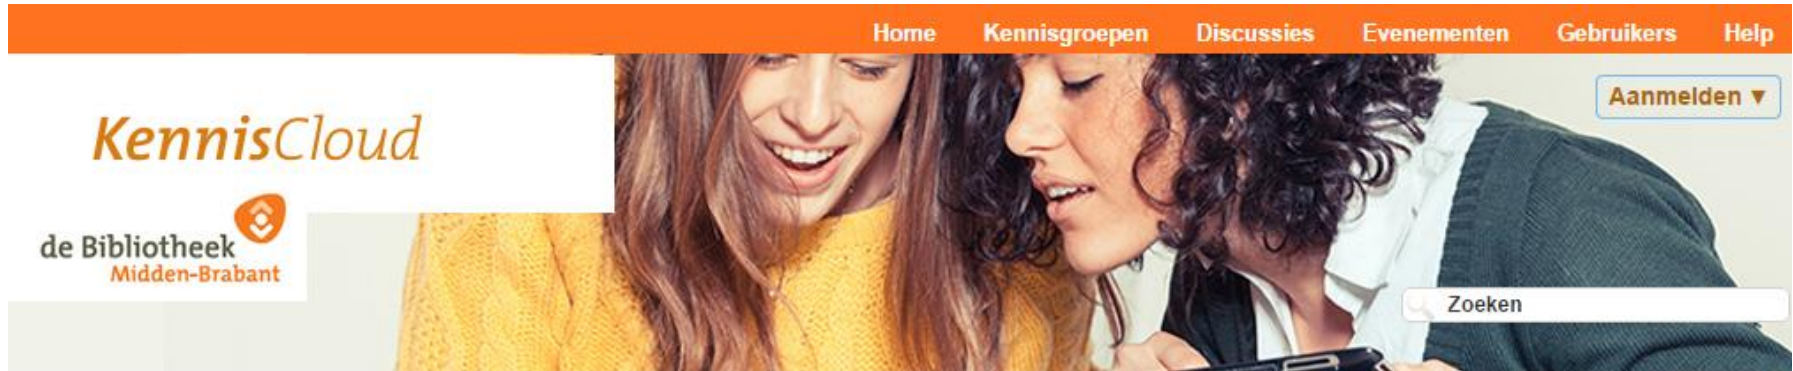 Home Kennisgroepen Discussies Evenementen Gebruikers Help
Aanmelden ▼
KennisCloud
de Bibliotheek
Midden-Brabant
Zoeken